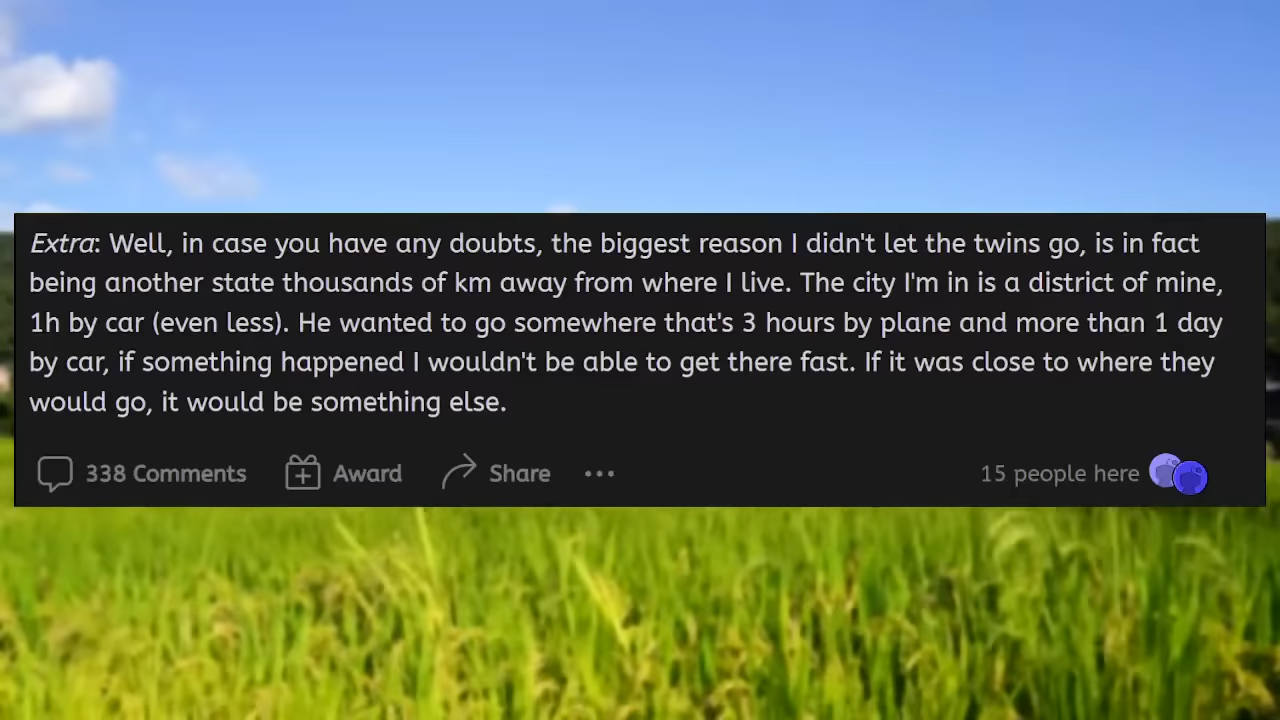 Extra: Well, in case you have any doubts, the biggest reason I didn't let the twins go, is in fact
being another state thousands of km away from where I live. The city I'm in is a district of mine,
1h by car (even less). He wanted to go somewhere that's 3 hours by plane and more than 1 day
by car, if something happened I wouldn't be able to get there fast. If it was close to where they
would go, it would be something else.
338 Comments Award Share ... 15 people here